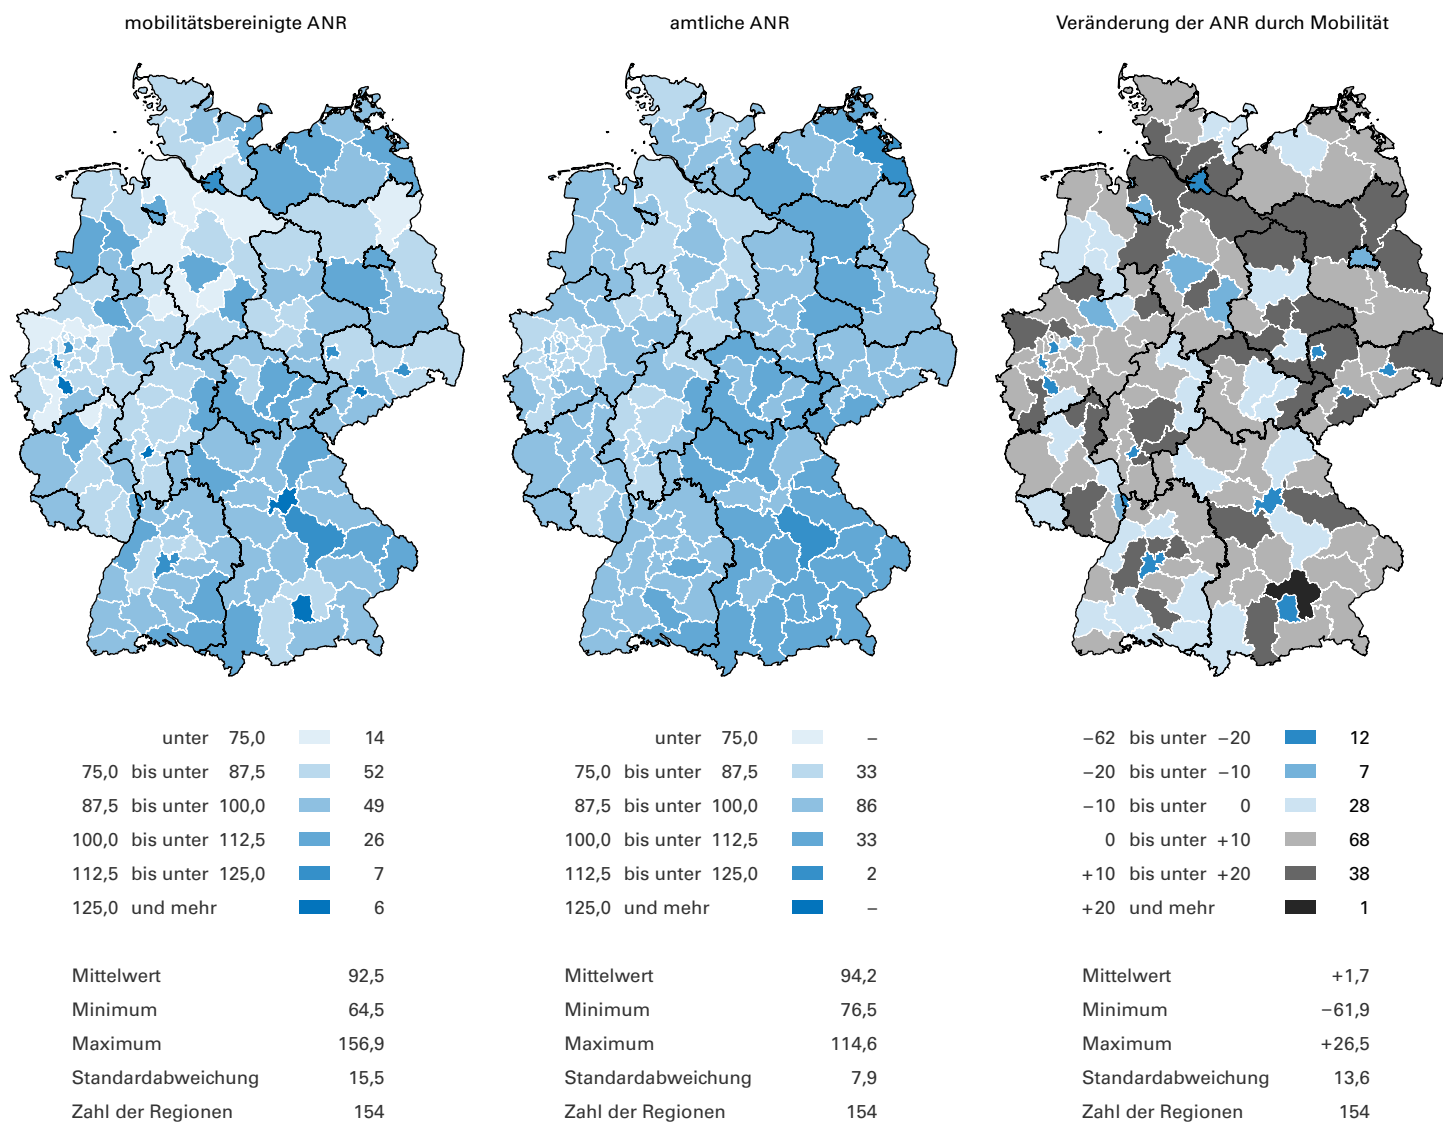 mobilitätsbereinigte ANR
amtliche ANR
Veränderung der ANR durch Mobilität
unter 75,0 14
75,0 bis unter 87,5 52
87,5 bis unter 100,0 49
100,0 bis unter 112,5 26
112,5 bis unter 125,0 7
125,0 und mehr 6
Mittelwert 92,5
Minimum 64,5
Maximum 156,9
Standardabweichung 15,5
Zahl der Regionen 154
unter 75,0 –
75,0 bis unter 87,5 33
87,5 bis unter 100,0 86
100,0 bis unter 112,5 33
112,5 bis unter 125,0 2
125,0 und mehr –
Mittelwert 94,2
Minimum 76,5
Maximum 114,6
Standardabweichung 7,9
Zahl der Regionen 154
−62 bis unter −20 12
−20 bis unter −10 7
−10 bis unter 0 28
0 bis unter +10 68
+10 bis unter +20 38
+20 und mehr 1
Mittelwert +1,7
Minimum −61,9
Maximum +26,5
Standardabweichung 13,6
Zahl der Regionen 154